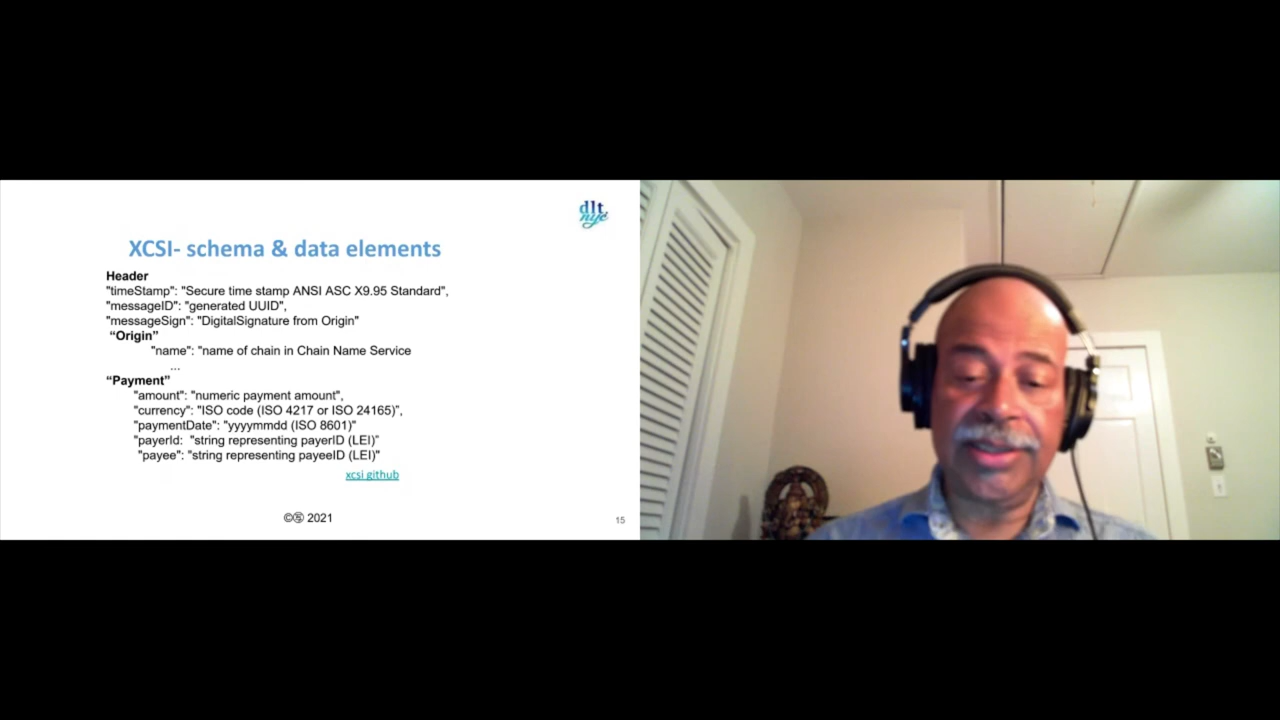 dlt
nyc
XCSI- schema & data elements
Header
"timeStamp": "Secure time stamp ANSI ASC X9.95 Standard",
"messageID": "generated UUID",
"messageSign": "DigitalSignature from Origin"
“Origin”
"name": "name of chain in Chain Name Service
...
“Payment”
"amount": "numeric payment amount",
"currency": "ISO code (ISO 4217 or ISO 24165)",
"paymentDate": "yyyymmdd (ISO 8601)"
"payerId: "string representing payerID (LEI)"
"payee": "string representing payeeID (LEI)"
xcsi github
© 2021
15